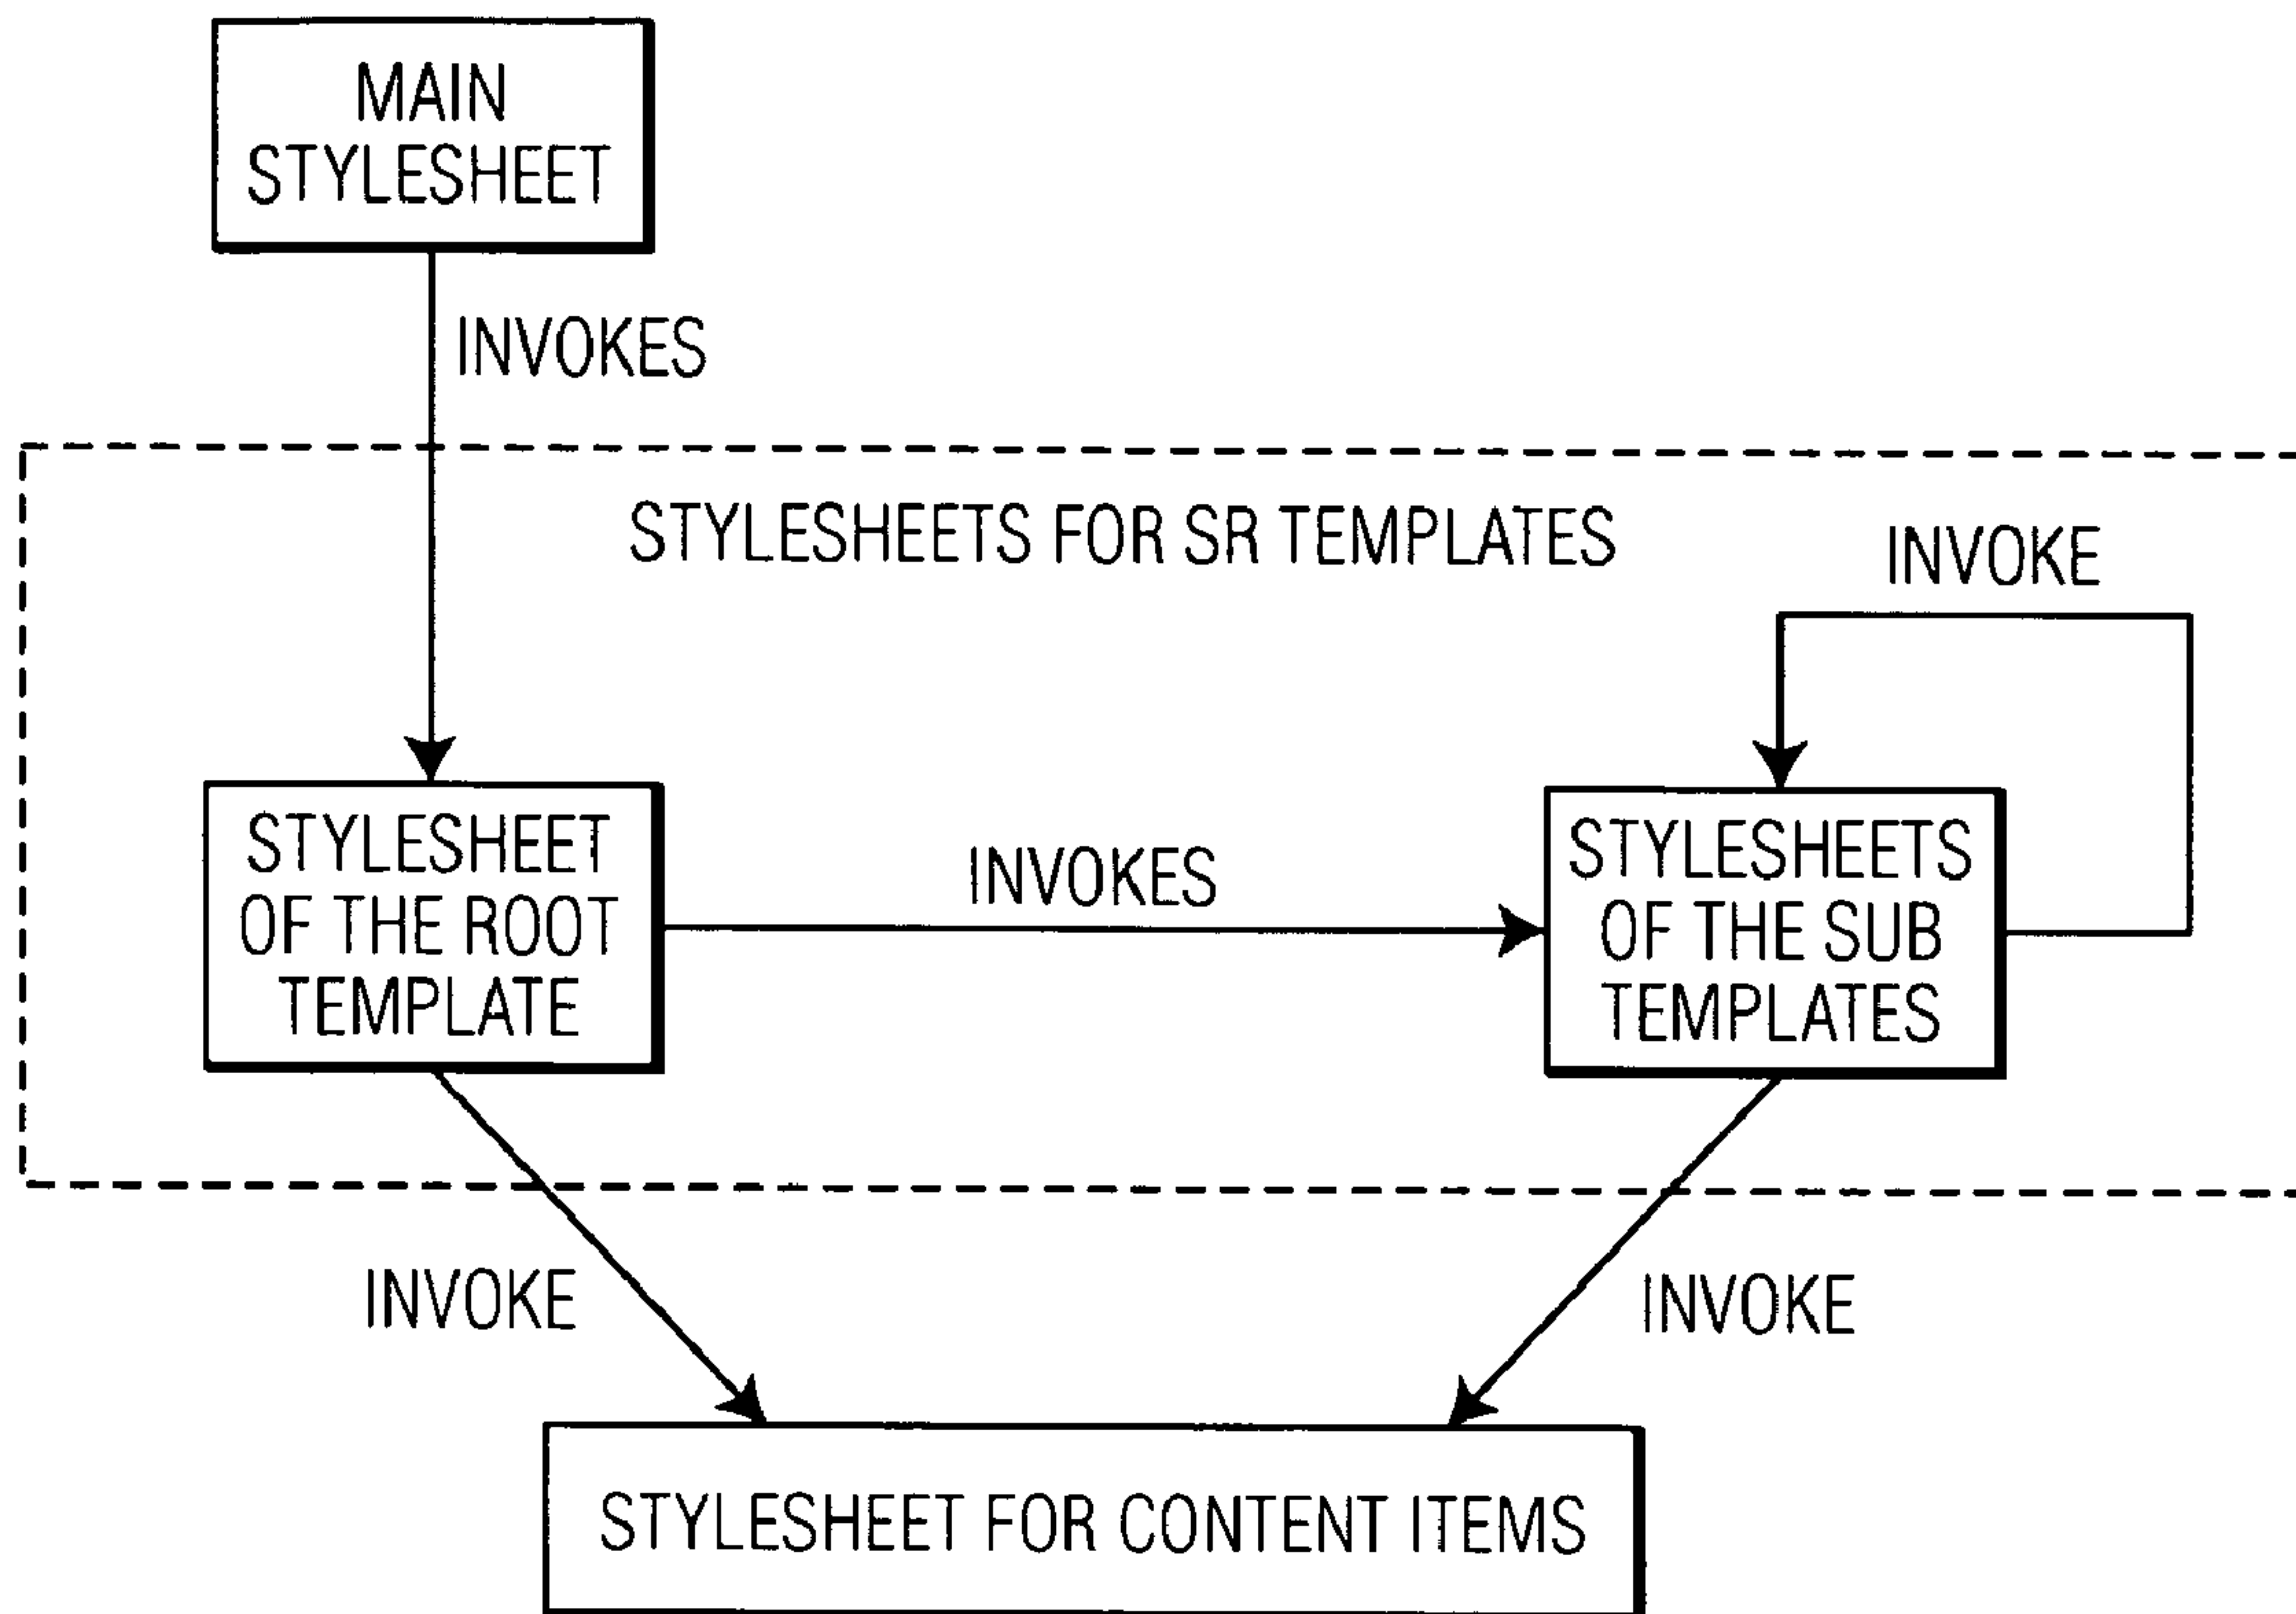 MAIN
STYLESHEET
INVOKES
STYLESHEETS FOR SR TEMPLATES
INVOKE
STYLESHEET
OF THE ROOT
TEMPLATE
INVOKES
STYLESHEETS
OF THE SUB
TEMPLATES
INVOKE
INVOKE
STYLESHEET FOR CONTENT ITEMS